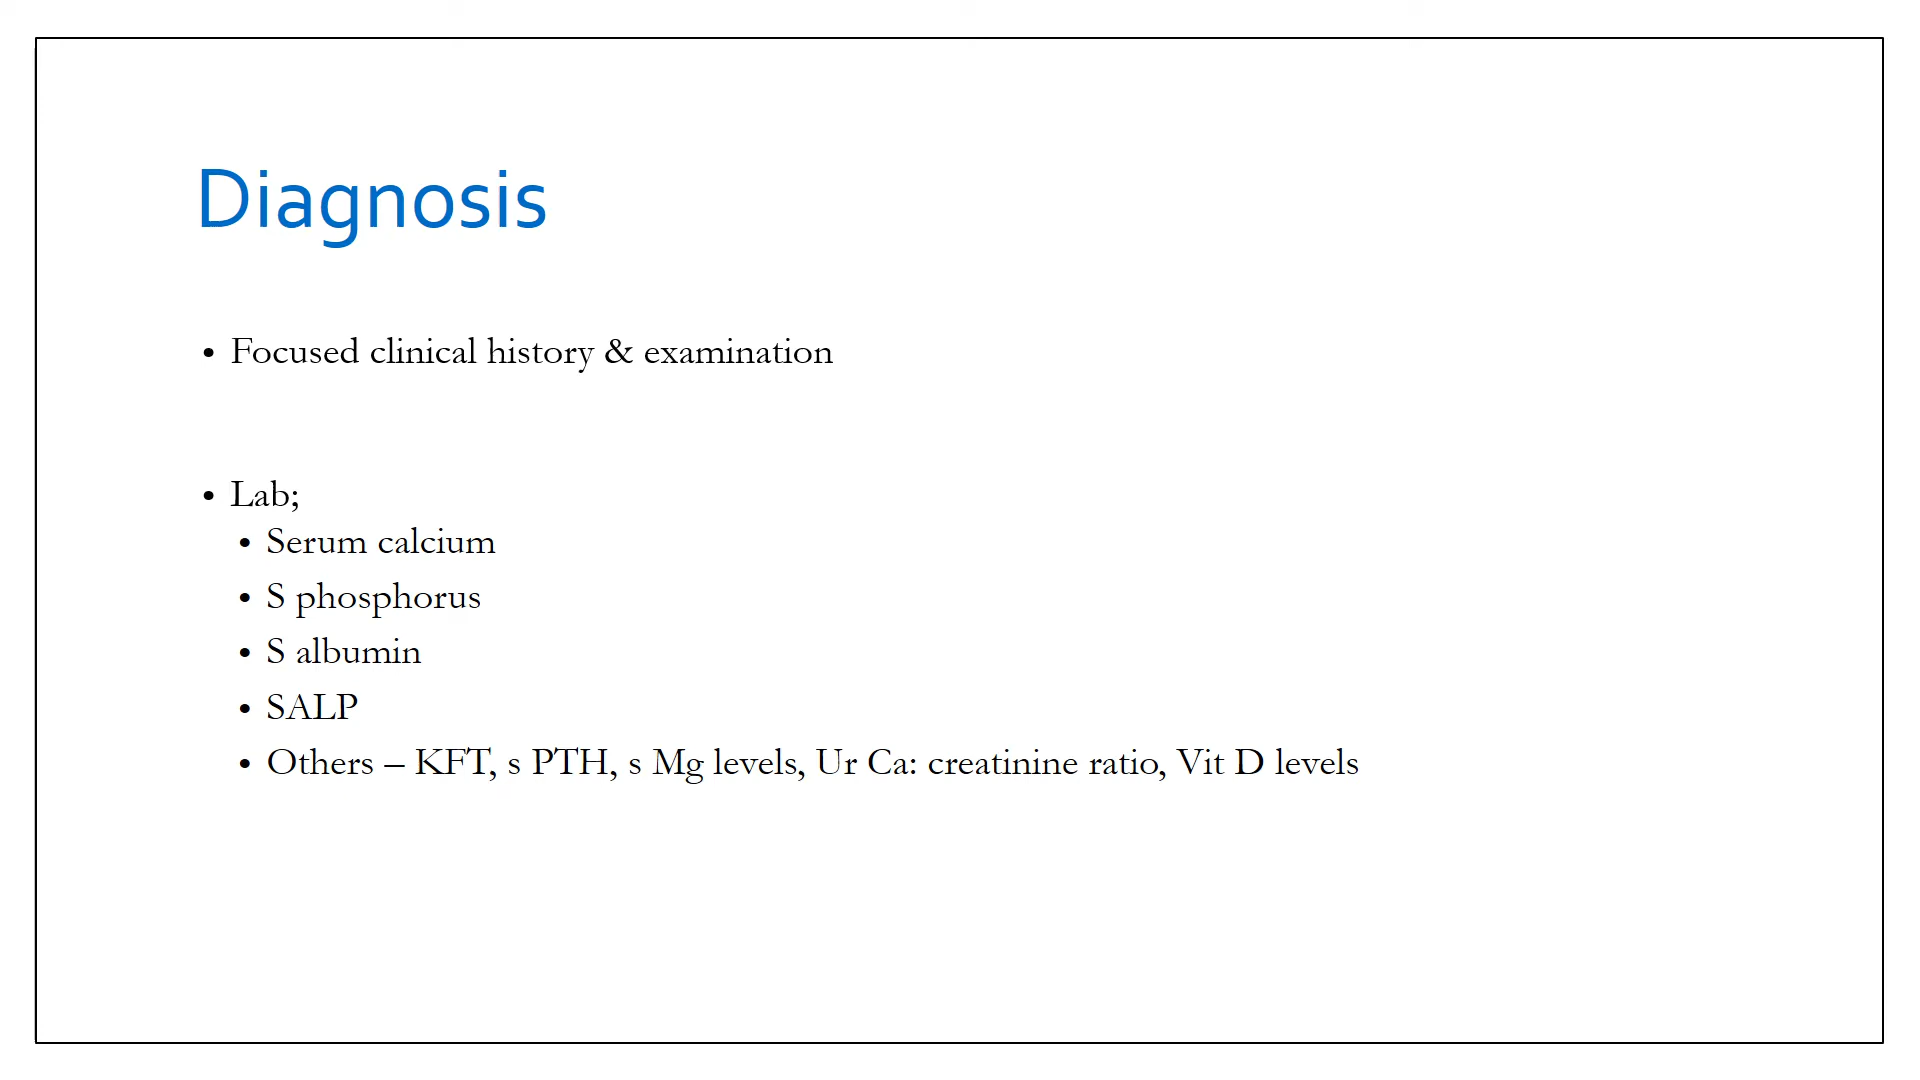 Diagnosis
• Focused clinical history & examination
• Lab;
• Serum calcium
• S phosphorus
• S albumin
• SALP
• Others – KFT, s PTH, s Mg levels, Ur Ca: creatinine ratio, Vit D levels